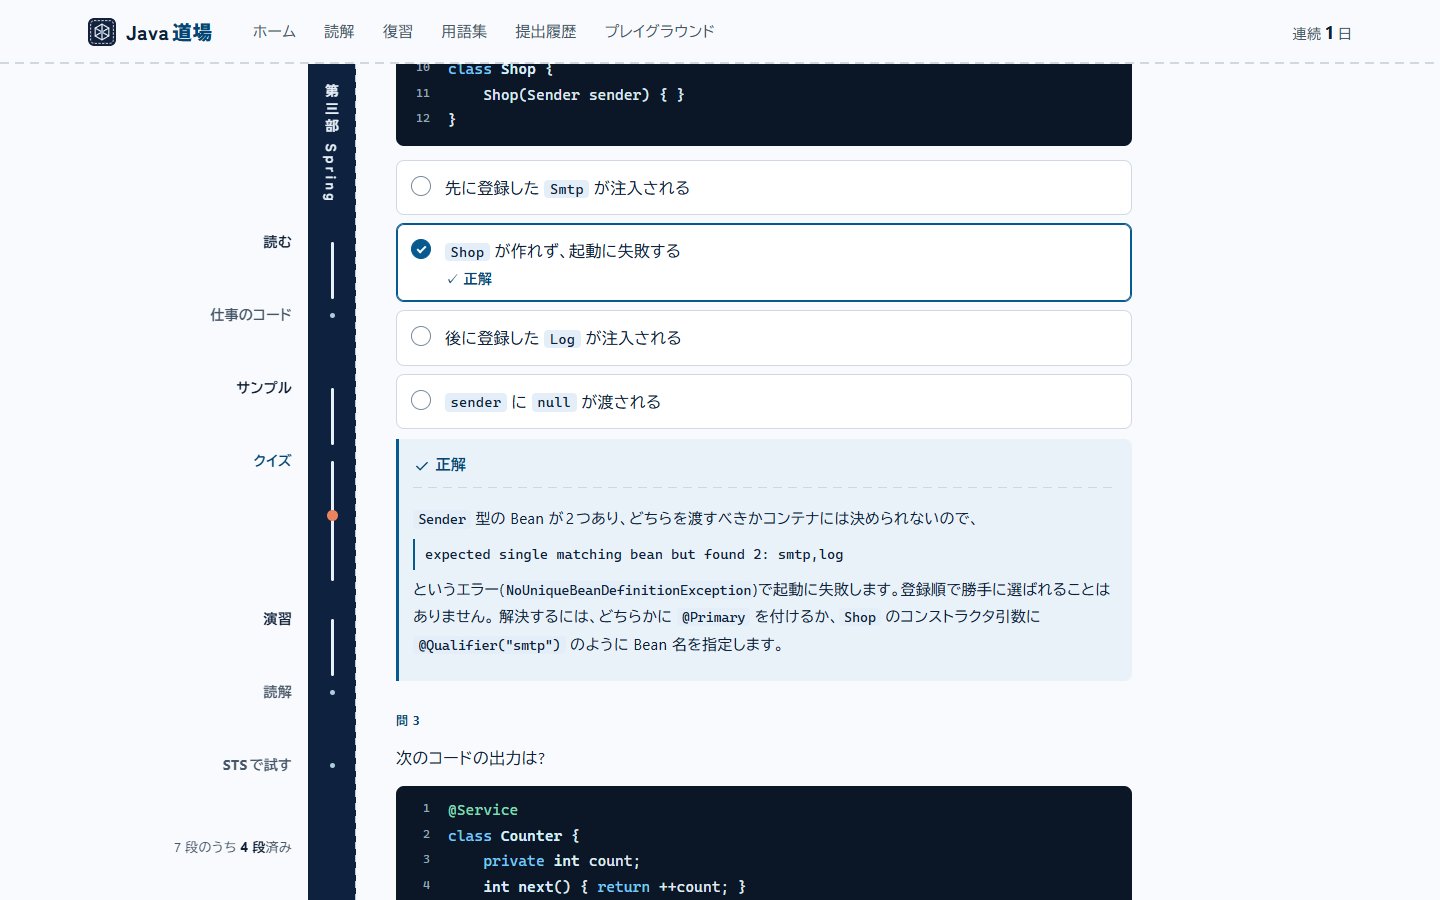 Java 道場 ホーム 読解 復習 用語集 提出履歴 プレイグラウンド 連続 1 日
第三部 Spring
読む
仕事のコード
サンプル
クイズ
演習
読解
STS で試す
7 段のうち 4 段済み
10 class Shop {
11 Shop(Sender sender) { }
12 }
先に登録した Smtp が注入される
Shop が作れず、起動に失敗する
✓ 正解
後に登録した Log が注入される
sender に null が渡される
✓ 正解
Sender 型の Bean が 2 つあり、どちらを渡すべきかコンテナには決められないので、
expected single matching bean but found 2: smtp,log
というエラー(NoUniqueBeanDefinitionException)で起動に失敗します。登録順で勝手に選ばれることは
ありません。解決するには、どちらかに @Primary を付けるか、 Shop のコンストラクタ引数に
@Qualifier("smtp") のように Bean 名を指定します。
問 3
次のコードの出力は?
1 @Service
2 class Counter {
3 private int count;
4 int next() { return ++count; }